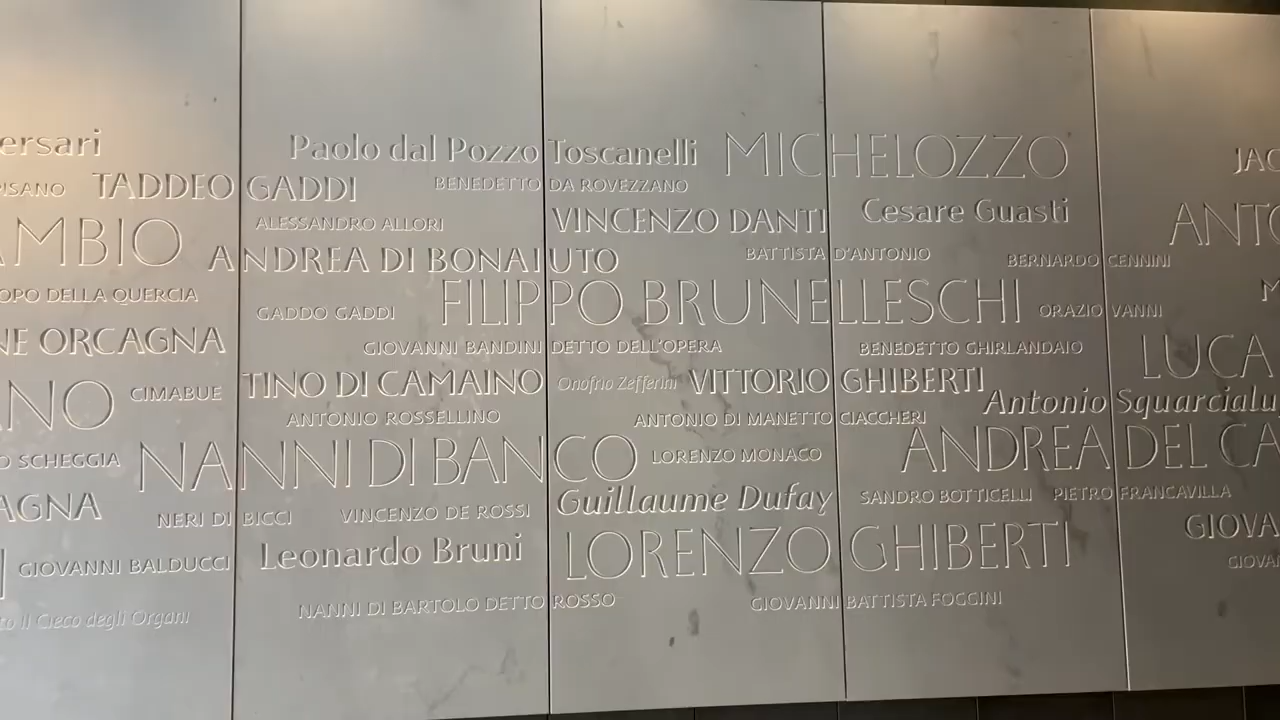 ersari Paolo dal Pozzo Toscanelli MICHELOZZO JAC
PISANO TADDEO GADDI BENEDETTO DA ROVEZZANO
ALESSANDRO ALLORI VINCENZO DANTI Cesare Guasti ANTO
AMBIO ANDREA DI BONAIUTO BATTISTA D'ANTONIO BERNARDO CENNINI
OPO DELLA QUERCIA GADDO GADDI FILIPPO BRUNELLESCHI ORAZIO VANNI M
NE ORCAGNA GIOVANNI BANDINI DETTO DELL'OPERA BENEDETTO GHIRLANDAIO LUCA
ANO CIMABUE TINO DI CAMAINO Onofrio Zefferini VITTORIO GHIBERTI Antonio Squarcialu
ANTONIO ROSSELLINO ANTONIO DI MANETTO CIACCHERI
O SCHEGGIA NANNI DI BANCO LORENZO MONACO ANDREA DEL CA
AGNA NERI DI BICCI VINCENZO DE ROSSI Guillaume Dufay SANDRO BOTTICELLI PIETRO FRANCAVILLA
GIOVANNI BALDUCCI Leonardo Bruni LORENZO GHIBERTI GIOVA
GIOVAN
to il Cieco degli Organi NANNI DI BARTOLO DETTO ROSSO GIOVANNI BATTISTA FOGGINI